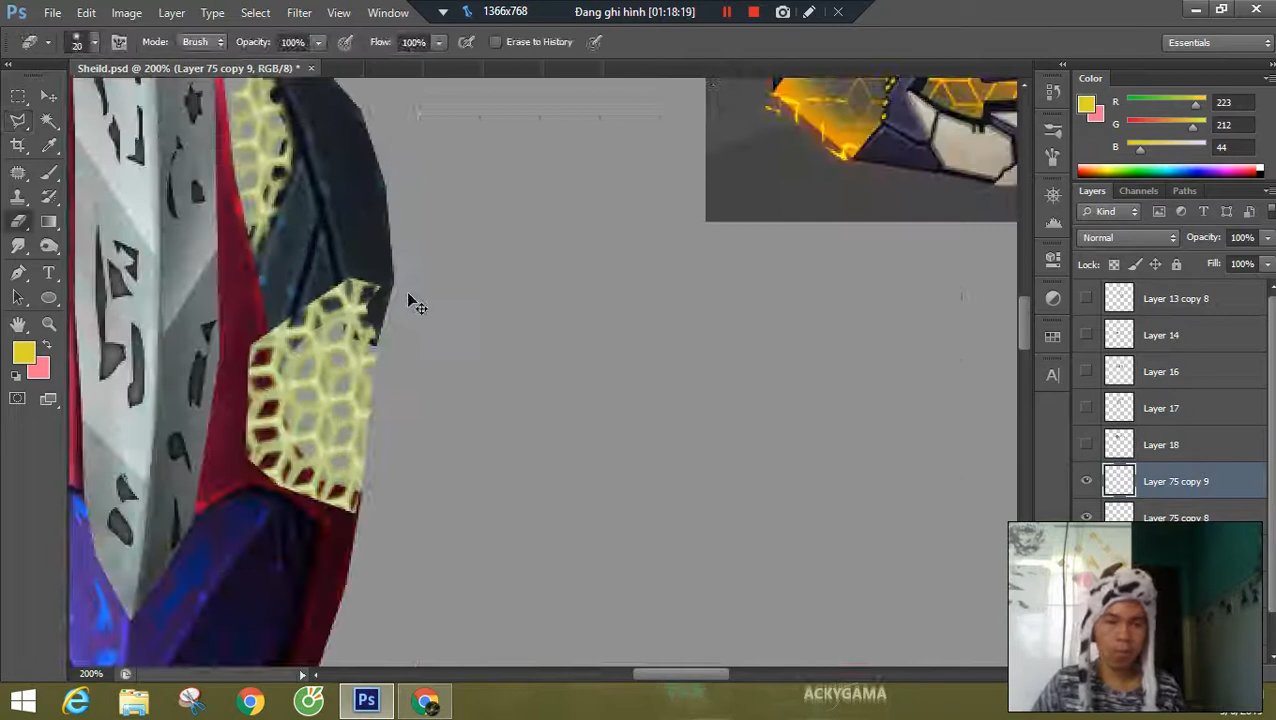 Ps File Edit Image Layer Type Select Filter View Window
1366x768 Đang ghi hình [01:18:19]
20 Mode: Brush Opacity: 100% Flow: 100% Erase to History Essentials
Sheild.psd @ 200% (Layer 75 copy 9, RGB/8) * ×
Color
R 223
G 212
B 44
Layers Channels Paths
Kind
Normal Opacity: 100%
Lock: Fill: 100%
Layer 13 copy 8
Layer 14
Layer 16
Layer 17
Layer 18
Layer 75 copy 9
Layer 75 copy 8
200%
Ps ACKYGAMA